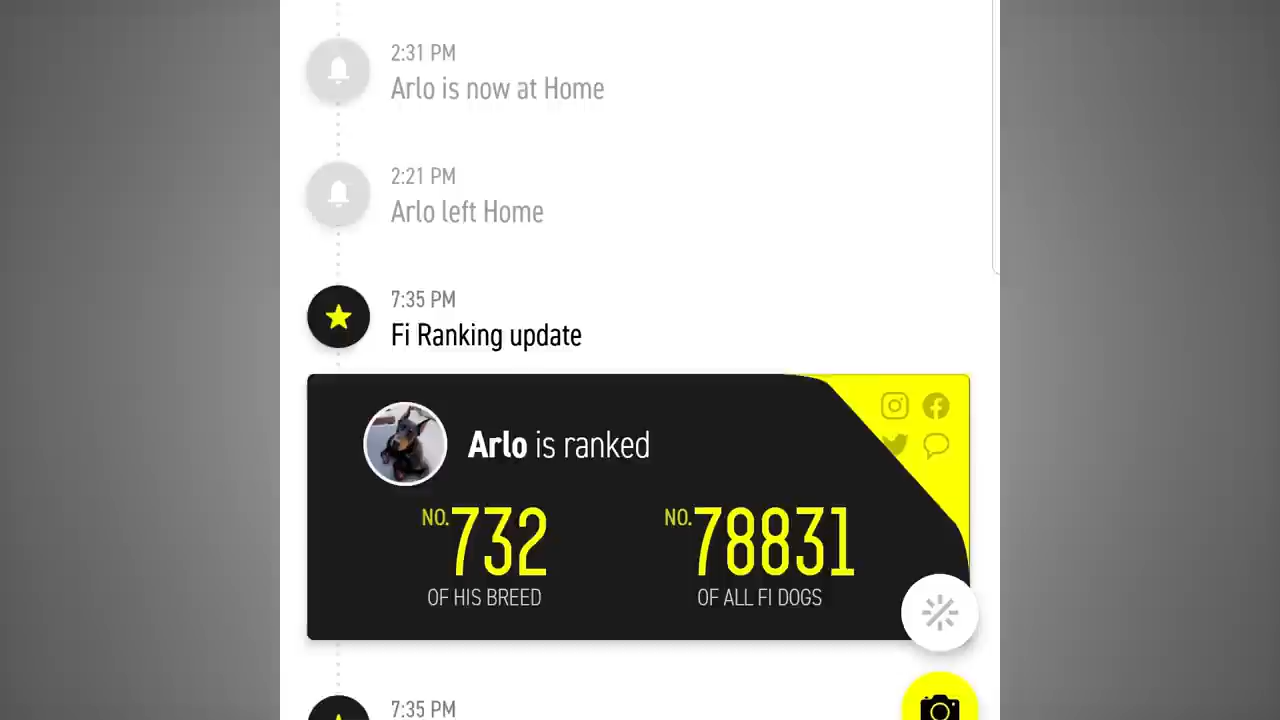 2:31 PM
Arlo is now at Home
2:21 PM
Arlo left Home
7:35 PM
Fi Ranking update
Arlo is ranked
NO.732 NO.78831
OF HIS BREED OF ALL FI DOGS
7:35 PM